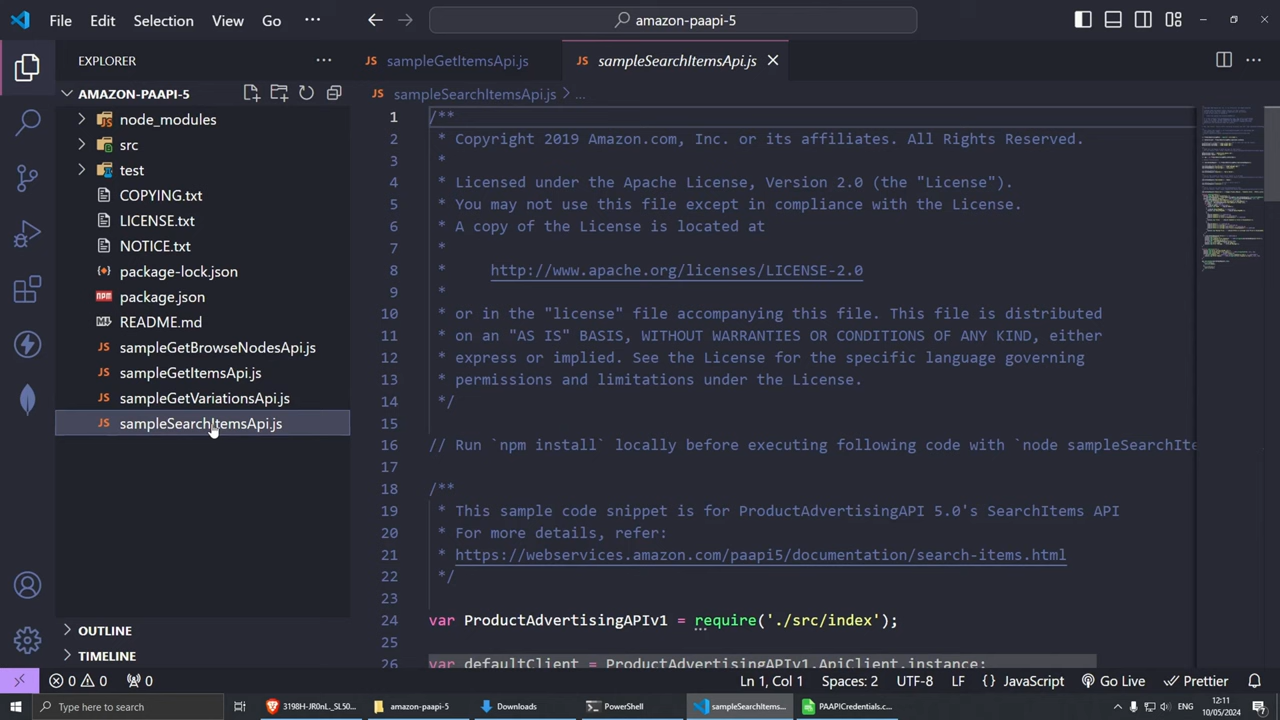 File Edit Selection View Go ··· amazon-paapi-5
EXPLORER ···
AMAZON-PAAPI-5
node_modules
src
test
COPYING.txt
LICENSE.txt
NOTICE.txt
package-lock.json
package.json
README.md
JS sampleGetBrowseNodesApi.js
JS sampleGetItemsApi.js
JS sampleGetVariationsApi.js
JS sampleSearchItemsApi.js
OUTLINE
TIMELINE
JS sampleGetItemsApi.js JS sampleSearchItemsApi.js
JS sampleSearchItemsApi.js > ...
1 /**
2 Copyright 2019 Amazon.com, Inc. or its affiliates. All Rights Reserved.
3 *
4 Licensed under the Apache License, Version 2.0 (the "License").
5 You may not use this file except in compliance with the License.
6 A copy of the License is located at
7 *
8 http://www.apache.org/licenses/LICENSE-2.0
9 *
10 * or in the "license" file accompanying this file. This file is distributed
11 * on an "AS IS" BASIS, WITHOUT WARRANTIES OR CONDITIONS OF ANY KIND, either
12 * express or implied. See the License for the specific language governing
13 * permissions and limitations under the License.
14 */
15
16 // Run `npm install` locally before executing following code with `node sampleSearchIte
17
18 /**
19 * This sample code snippet is for ProductAdvertisingAPI 5.0's SearchItems API
20 * For more details, refer:
21 * https://webservices.amazon.com/paapi5/documentation/search-items.html
22 */
23
24 var ProductAdvertisingAPIv1 = require('./src/index');
25
26 var defaultClient = ProductAdvertisingAPIv1.ApiClient.instance;
0 0 0 Ln 1, Col 1 Spaces: 2 UTF-8 LF {} JavaScript Go Live Prettier
Type here to search 3198H-JR0nL._SL50... amazon-paapi-5 Downloads PowerShell sampleSearchItems... PAAPICredentials.c... ENG 12:11
10/05/2024